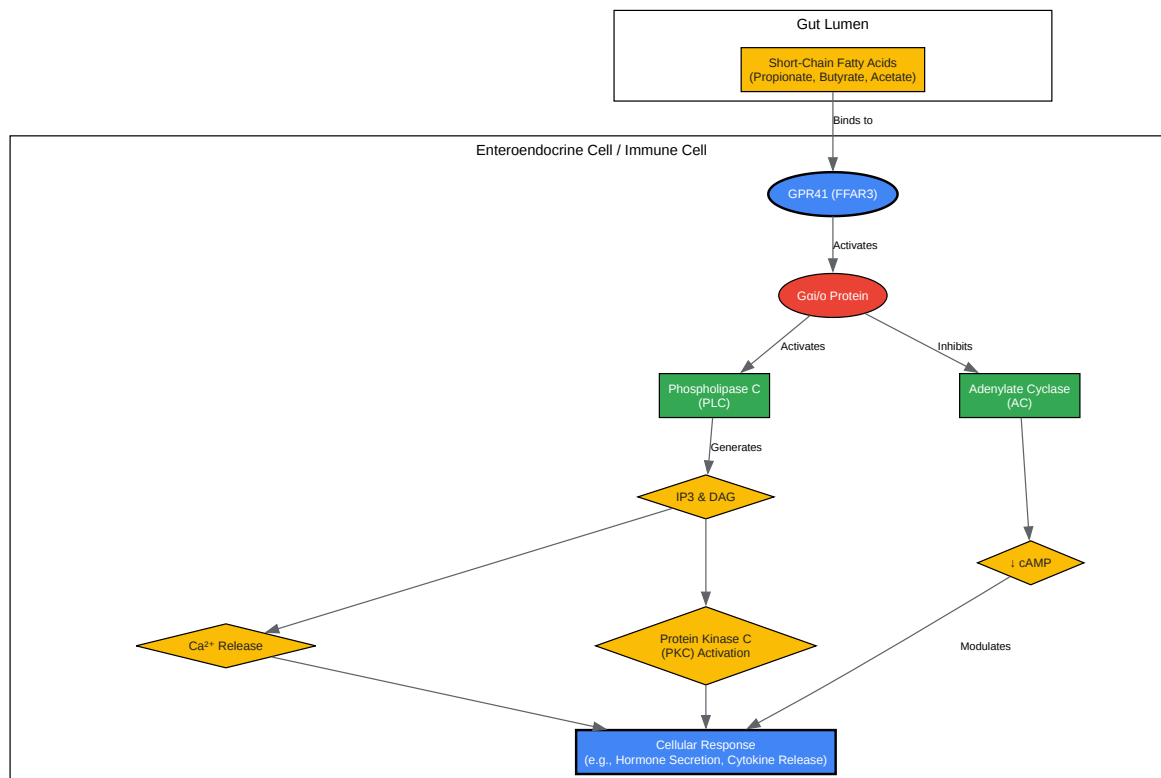 Gut Lumen
Short-Chain Fatty Acids
(Propionate, Butyrate, Acetate)
Binds to
Enteroendocrine Cell / Immune Cell
GPR41 (FFAR3)
Activates
Gαi/o Protein
Activates
Inhibits
Phospholipase C
(PLC)
Adenylate Cyclase
(AC)
Generates
IP3 & DAG
↓ cAMP
Ca²⁺ Release
Protein Kinase C
(PKC) Activation
Modulates
Cellular Response
(e.g., Hormone Secretion, Cytokine Release)